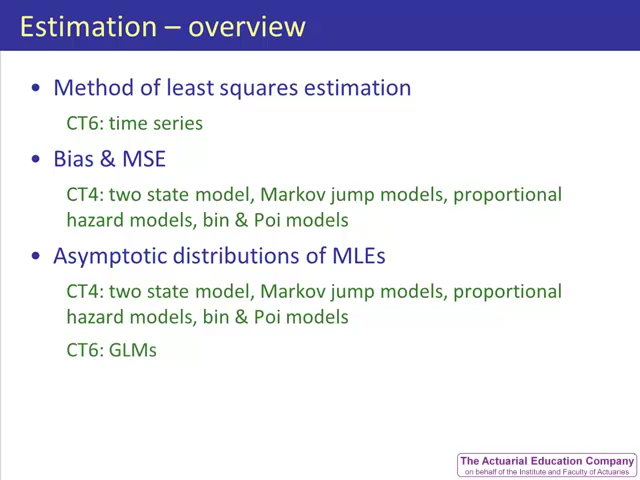 Estimation – overview
• Method of least squares estimation
CT6: time series
• Bias & MSE
CT4: two state model, Markov jump models, proportional
hazard models, bin & Poi models
• Asymptotic distributions of MLEs
CT4: two state model, Markov jump models, proportional
hazard models, bin & Poi models
CT6: GLMs
The Actuarial Education Company
on behalf of the Institute and Faculty of Actuaries